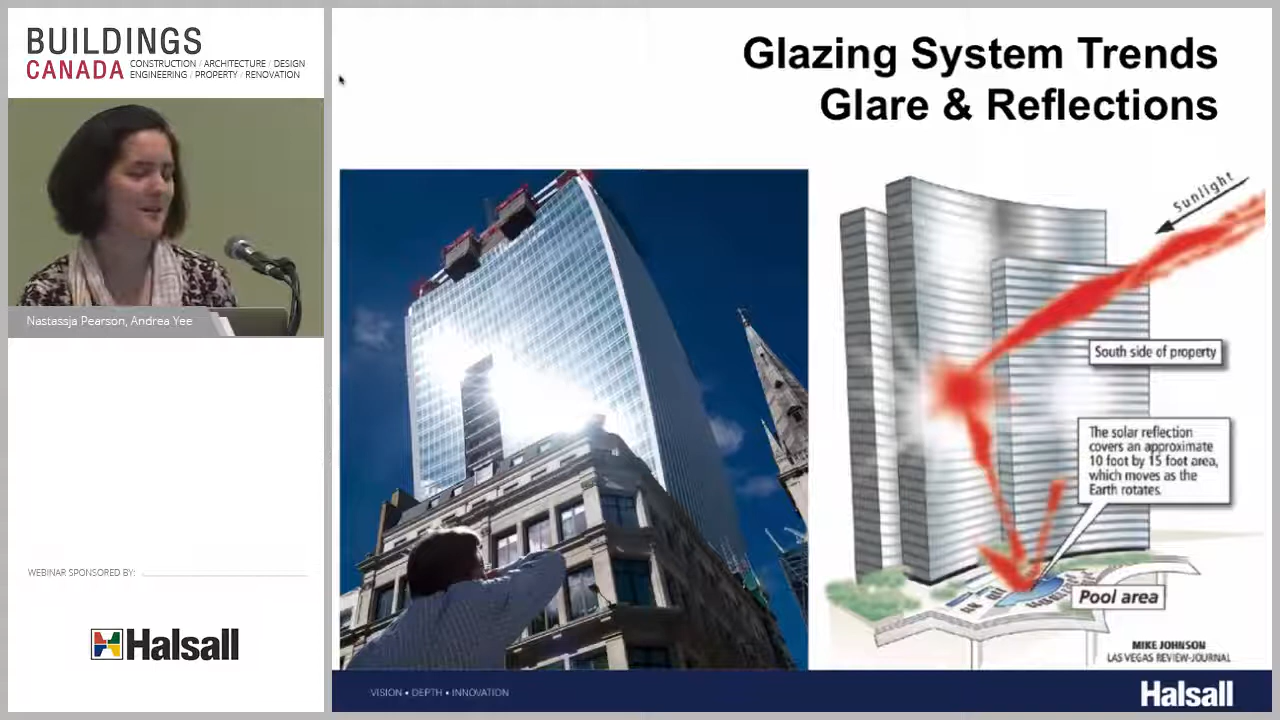 BUILDINGS
CANADA
CONSTRUCTION / ARCHITECTURE / DESIGN
ENGINEERING / PROPERTY / RENOVATION
Nastassja Pearson, Andrea Yee
WEBINAR SPONSORED BY:
Halsall
Glazing System Trends
Glare & Reflections
Sunlight
South side of property
The solar reflection
covers an approximate
10 foot by 15 foot area,
which moves as the
Earth rotates.
Pool area
MIKE JOHNSON
LAS VEGAS REVIEW-JOURNAL
VISION • DEPTH • INNOVATION
Halsall